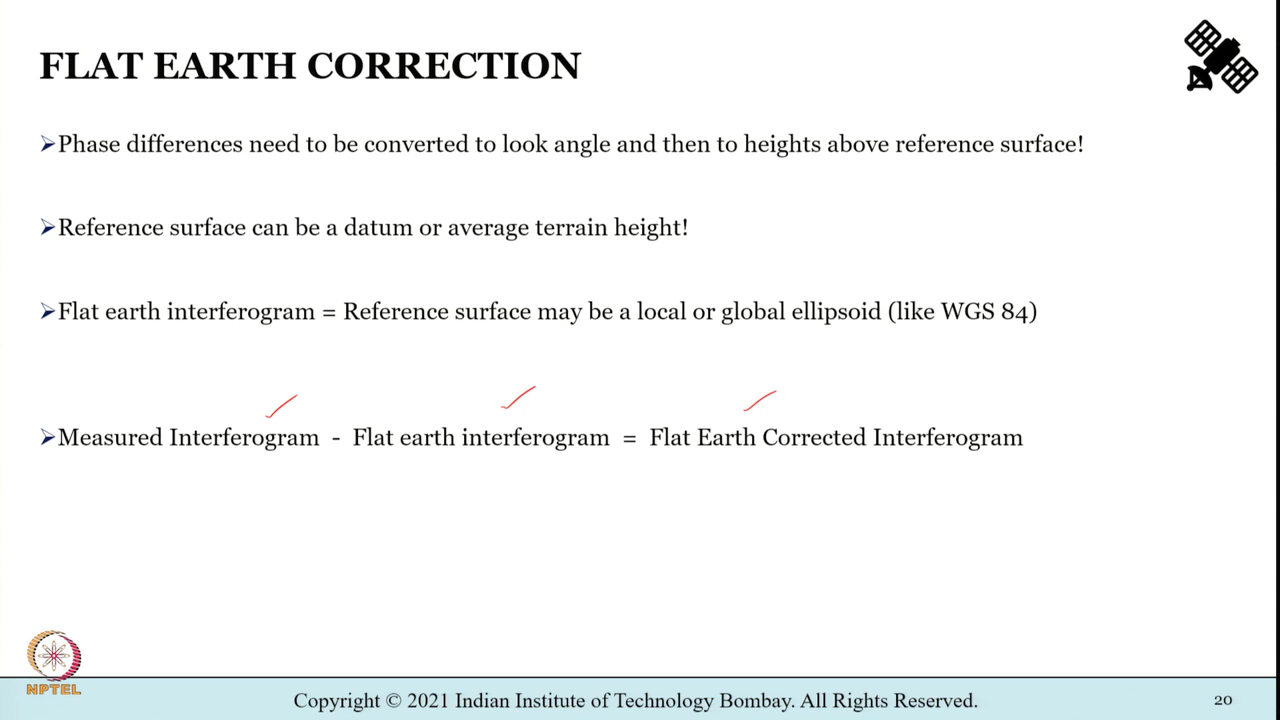 FLAT EARTH CORRECTION
➢Phase differences need to be converted to look angle and then to heights above reference surface!
➢Reference surface can be a datum or average terrain height!
➢Flat earth interferogram = Reference surface may be a local or global ellipsoid (like WGS 84)
➢Measured Interferogram - Flat earth interferogram = Flat Earth Corrected Interferogram
NPTEL
Copyright © 2021 Indian Institute of Technology Bombay. All Rights Reserved.
20